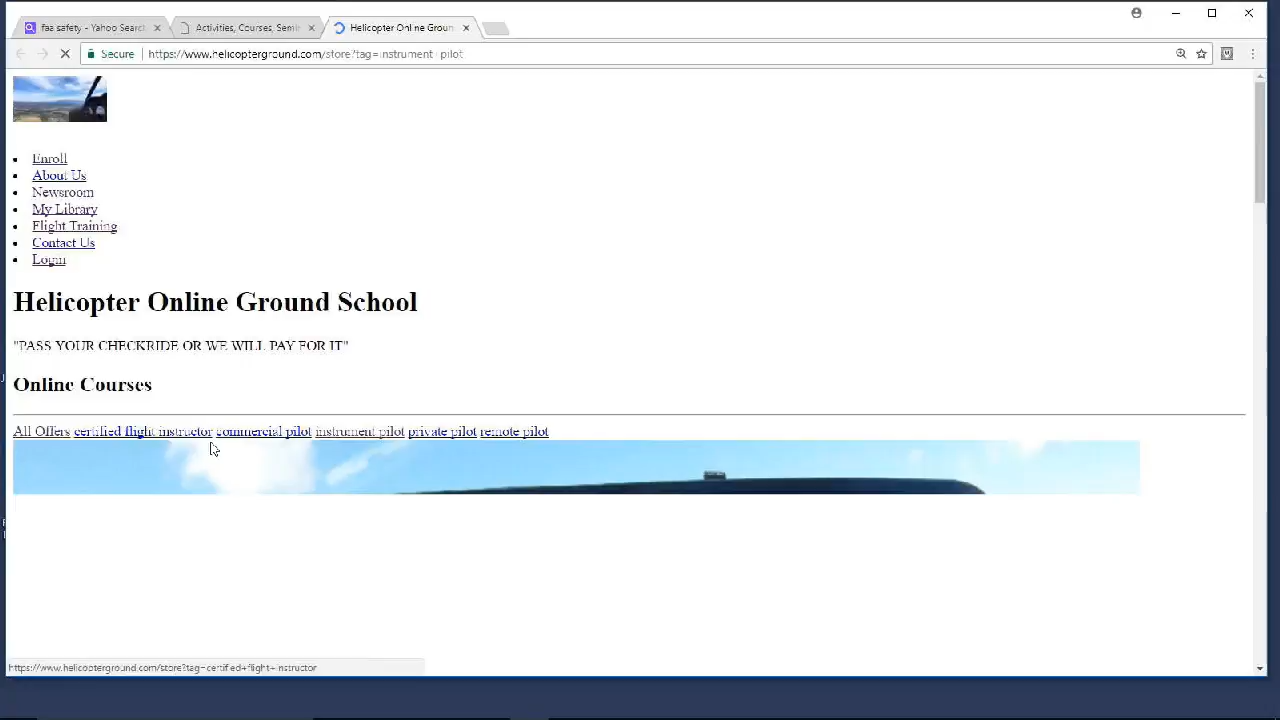 faa safety - Yahoo Search
Activities, Courses, Semin
Helicopter Online Groun
Secure
https://www.helicopterground.com/store?tag=instrument+pilot
Enroll
About Us
Newsroom
My Library
Flight Training
Contact Us
Login
Helicopter Online Ground School
"PASS YOUR CHECKRIDE OR WE WILL PAY FOR IT"
Online Courses
All Offers certified flight instructor commercial pilot instrument pilot private pilot remote pilot
https://www.helicopterground.com/store?tag=certified+flight+instructor